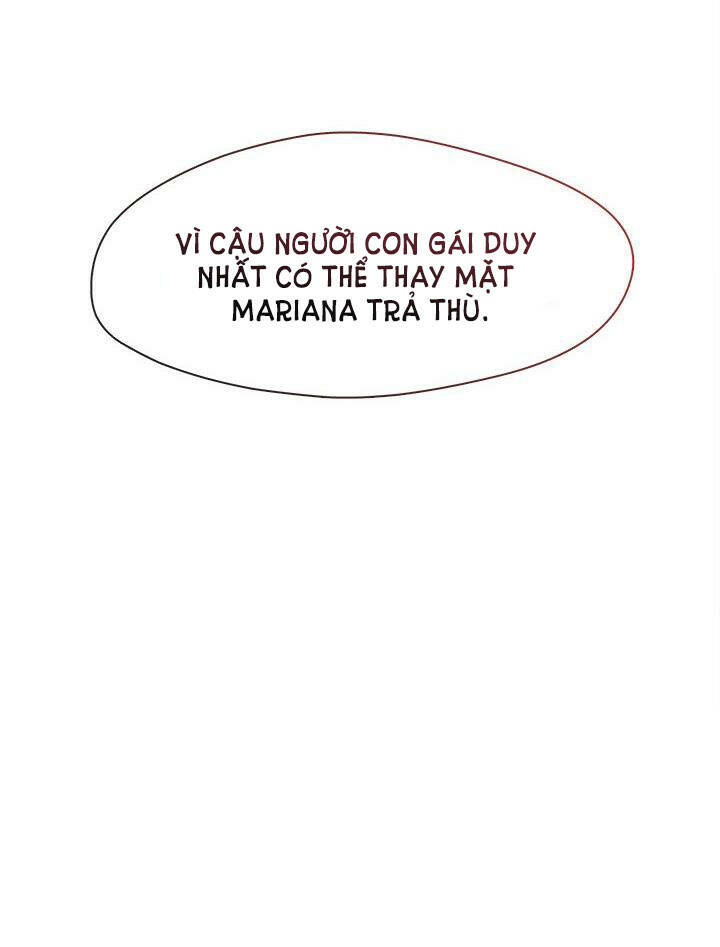 VÌ CẬU NGƯỜI CON GÁI DUY
NHẤT CÓ THỂ THAY MẶT
MARIANA TRẢ THÙ.